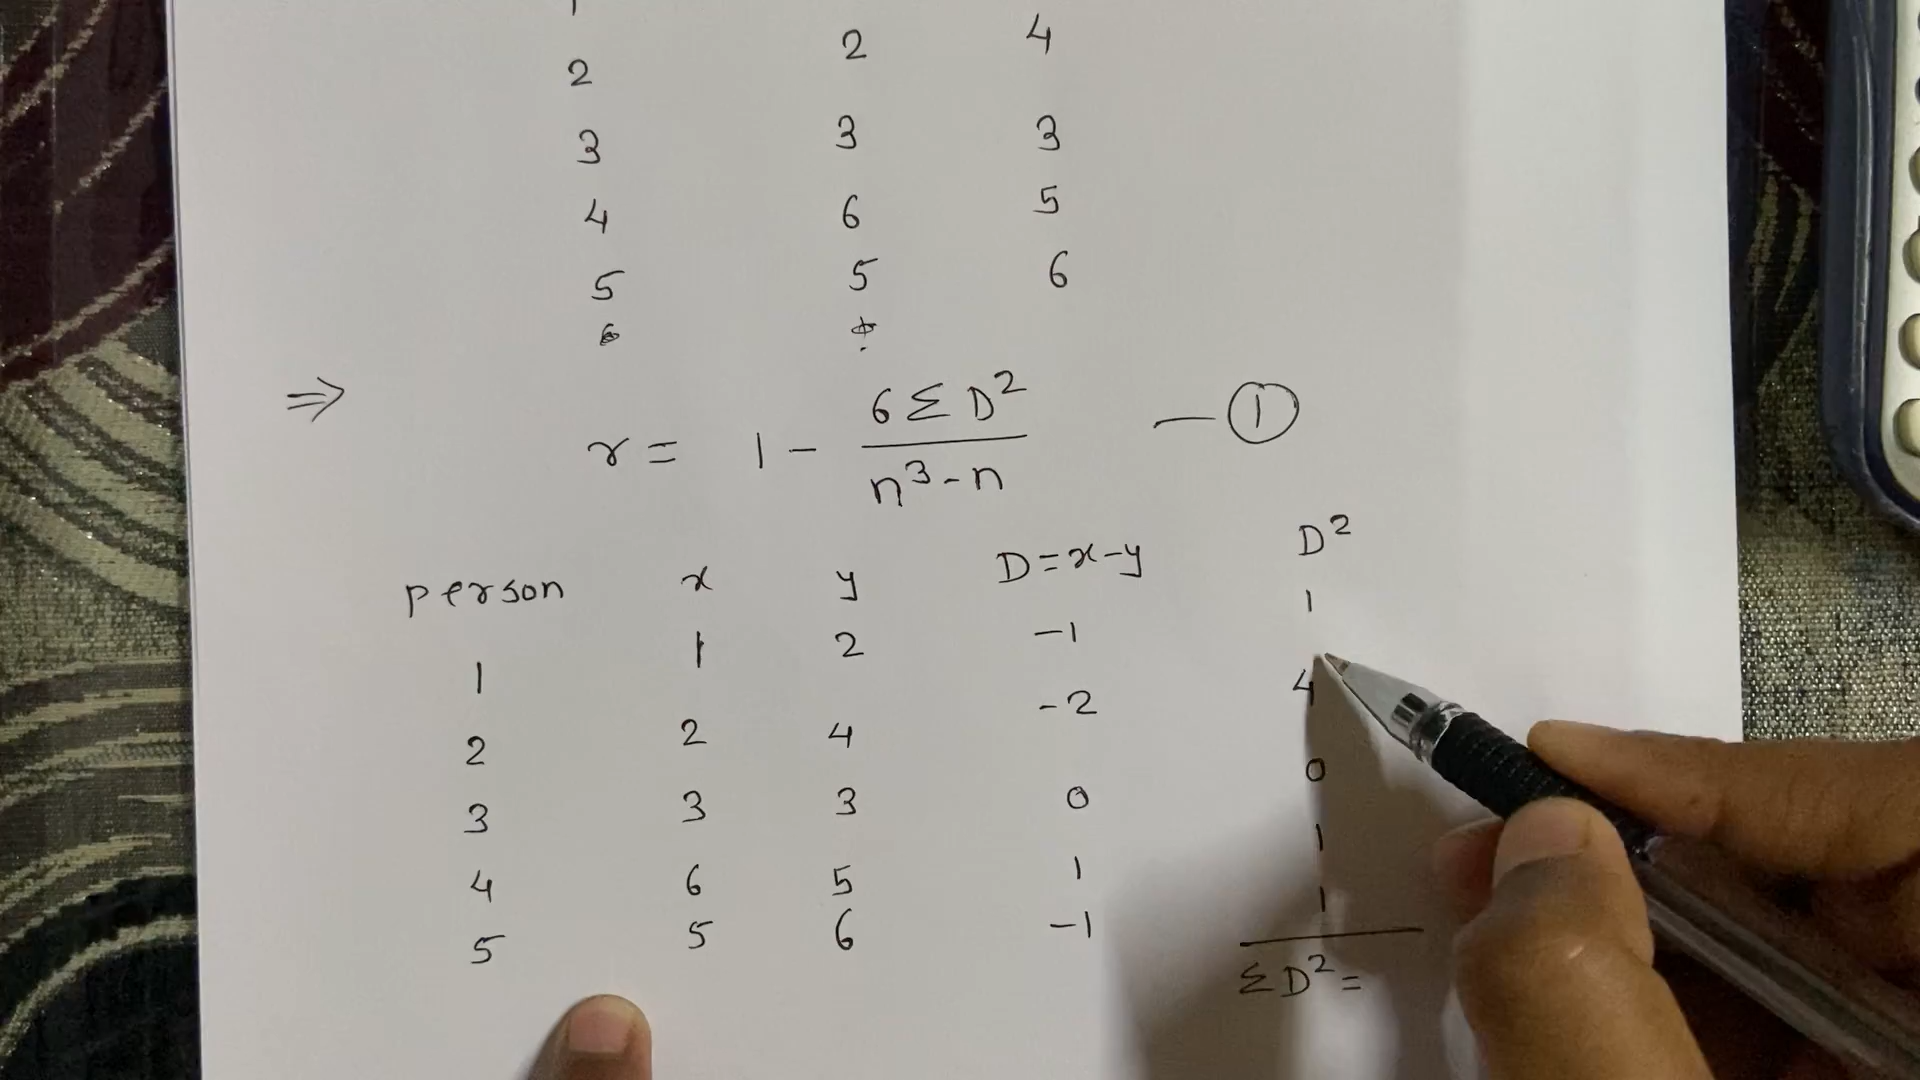 2 2 4
3 3 3
4 6 5
5 5 6
6
⇒ r = 1 - 6ΣD² / n³-n — ①
person x y D=x-y D²
1 1 2 -1 1
2 2 4 -2 4
3 3 3 0 0
4 6 5 1 1
5 5 6 -1 1
ΣD² =